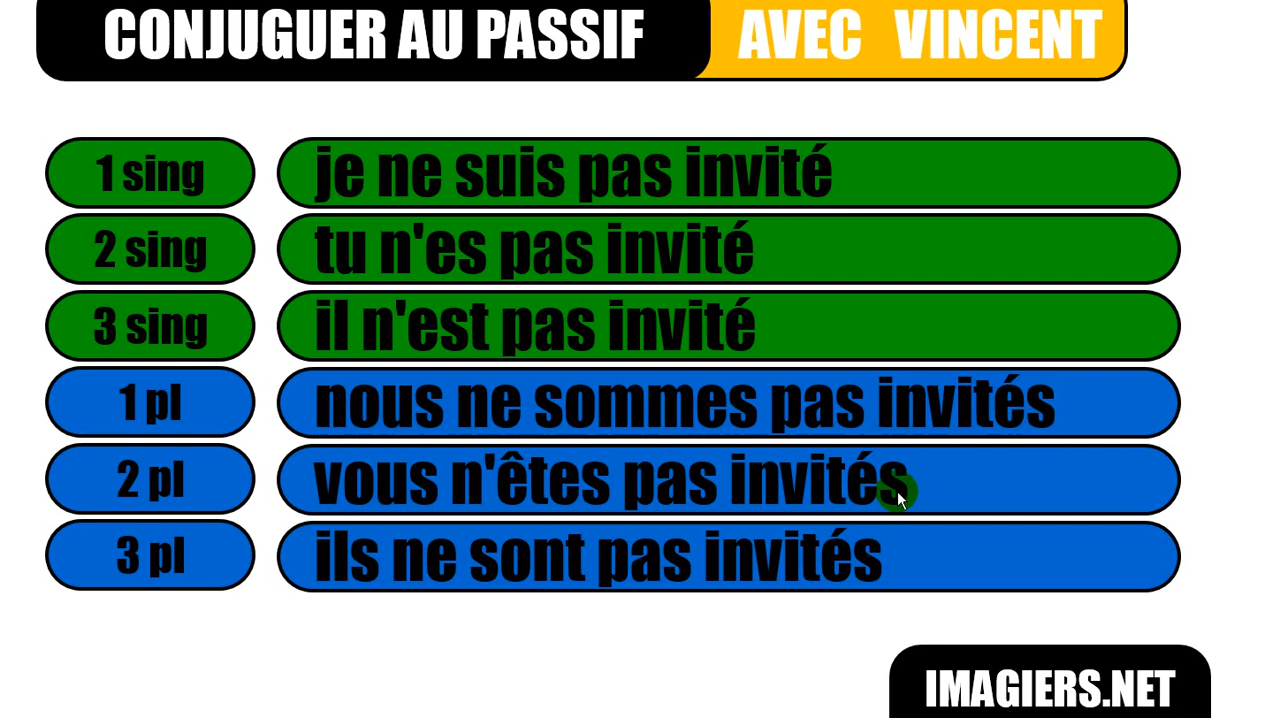 CONJUGUER AU PASSIF AVEC VINCENT
1 sing je ne suis pas invité
2 sing tu n'es pas invité
3 sing il n'est pas invité
1 pl nous ne sommes pas invités
2 pl vous n'êtes pas invités
3 pl ils ne sont pas invités
IMAGIERS.NET